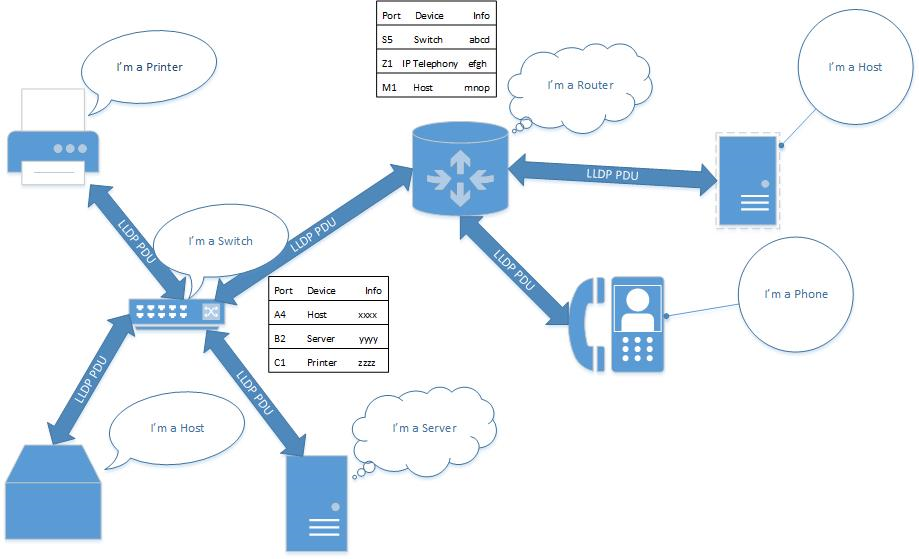 Port Device Info
S5 Switch abcd
Z1 IP Telephony efgh
M1 Host mnop
I'm a Printer
I'm a Router
I'm a Host
LLDP PDU
LLDP PDU
LLDP PDU
I'm a Switch
LLDP PDU
Port Device Info
A4 Host xxxx
B2 Server yyyy
C1 Printer zzzz
I'm a Phone
LLDP PDU
LLDP PDU
I'm a Host
I'm a Server